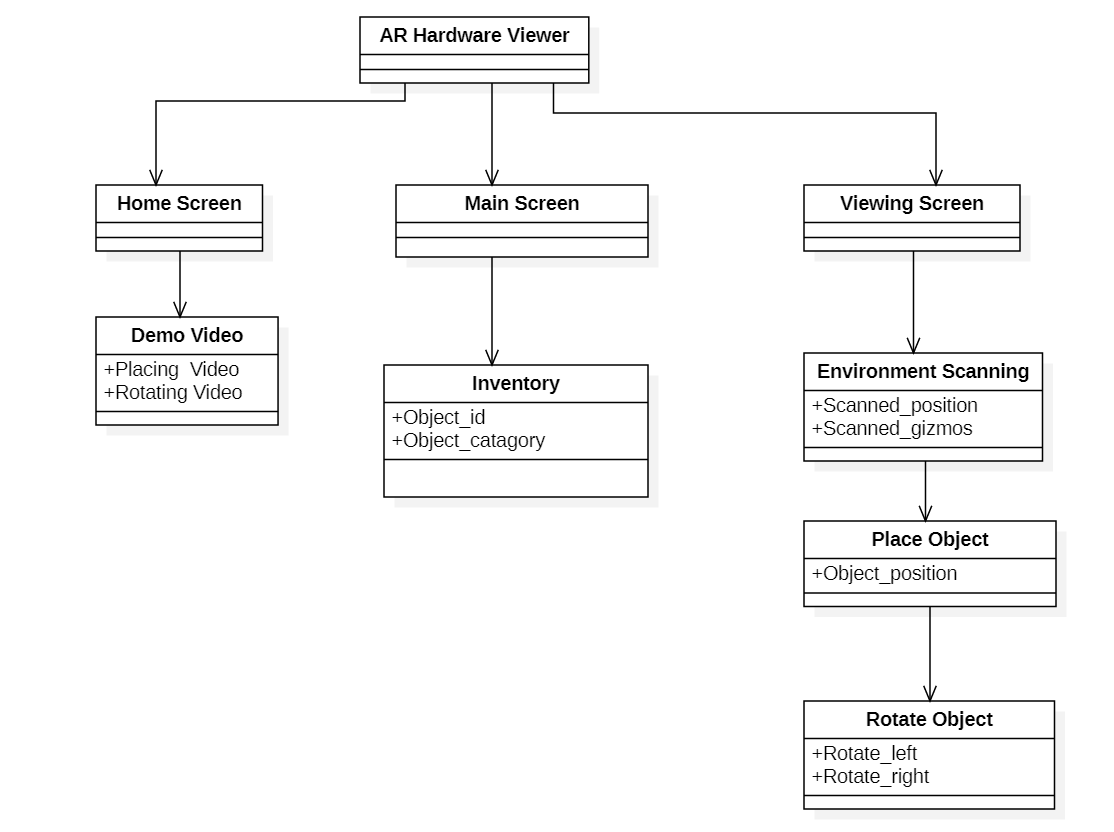 AR Hardware Viewer
Home Screen
Main Screen
Viewing Screen
Demo Video
+Placing  Video
+Rotating Video
Inventory
+Object_id
+Object_catagory
Environment Scanning
+Scanned_position
+Scanned_gizmos
Place Object
+Object_position
Rotate Object
+Rotate_left
+Rotate_right